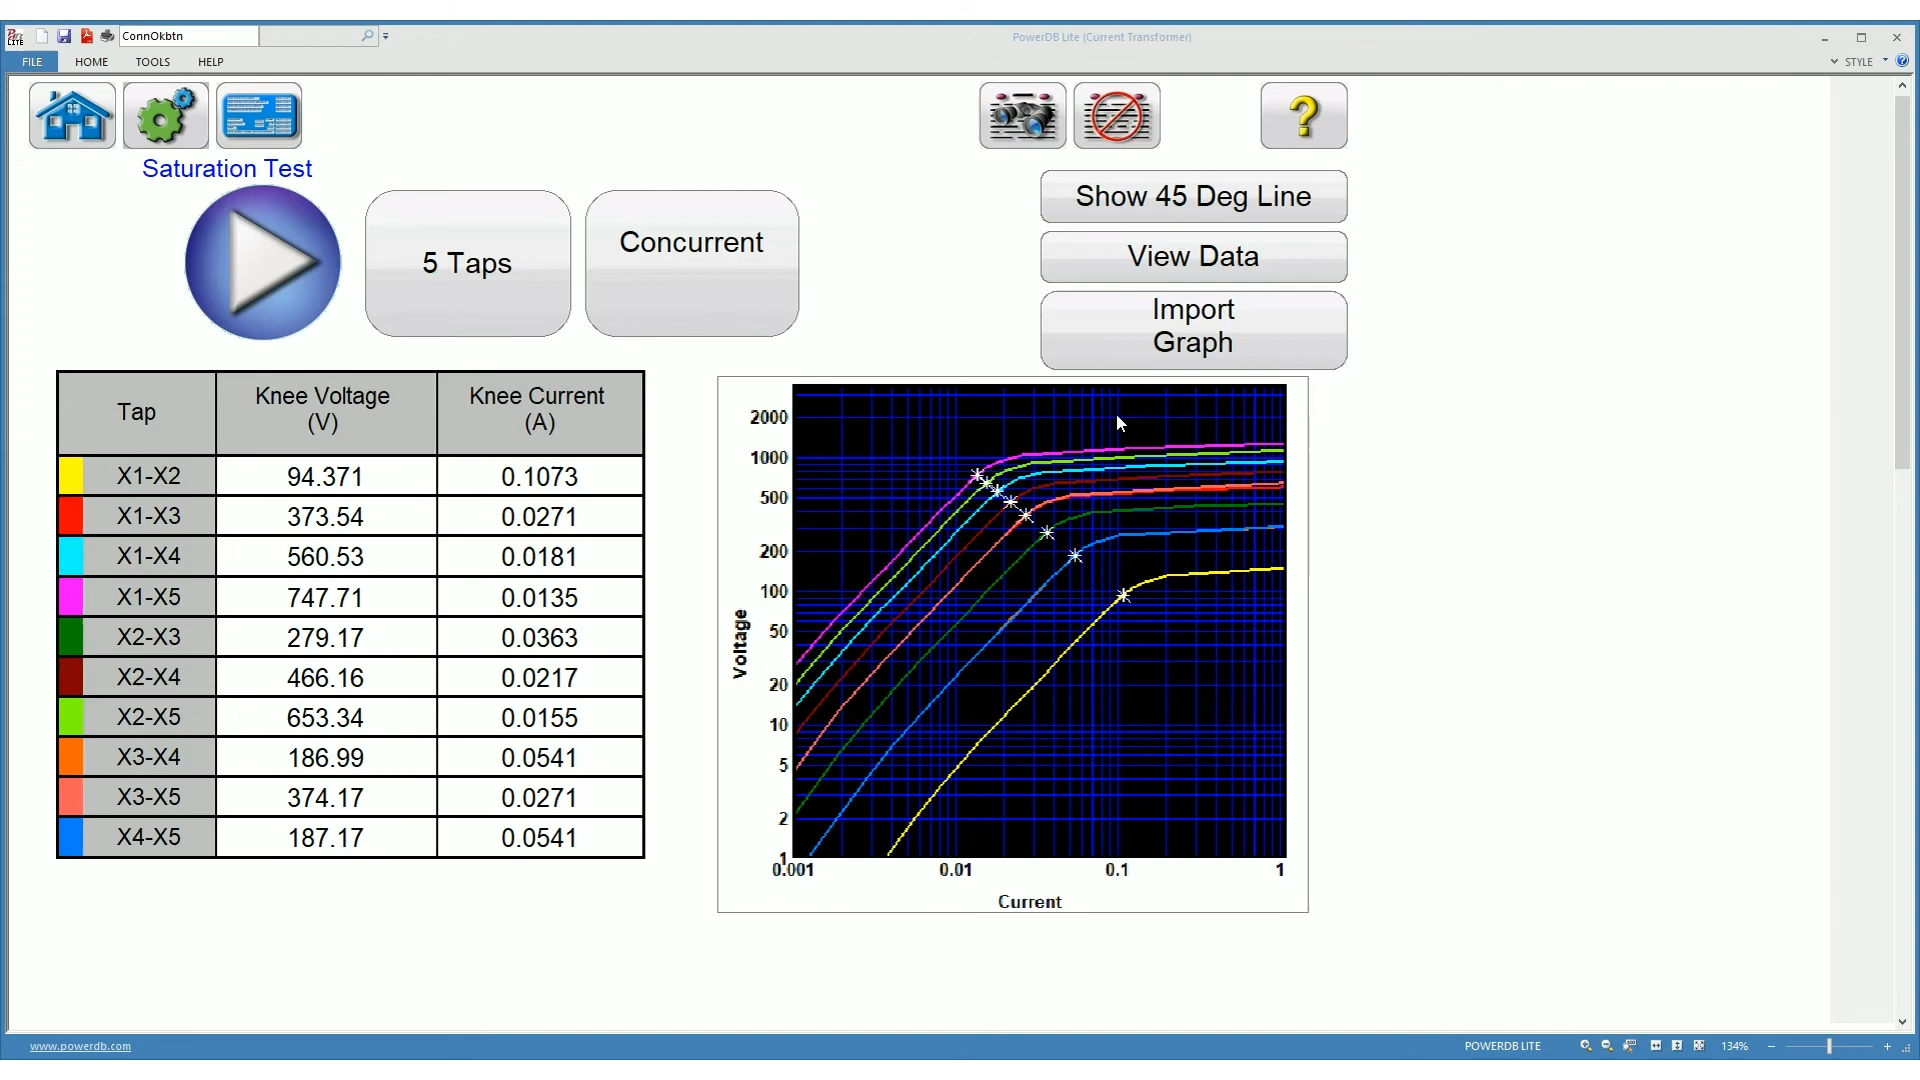 LITE
ConnOkbtn
PowerDB Lite (Current Transformer)
FILE HOME TOOLS HELP
STYLE
Saturation Test
5 Taps
Concurrent
Show 45 Deg Line
View Data
Import
Graph
Tap Knee Voltage (V) Knee Current (A)
X1-X2 94.371 0.1073
X1-X3 373.54 0.0271
X1-X4 560.53 0.0181
X1-X5 747.71 0.0135
X2-X3 279.17 0.0363
X2-X4 466.16 0.0217
X2-X5 653.34 0.0155
X3-X4 186.99 0.0541
X3-X5 374.17 0.0271
X4-X5 187.17 0.0541
Voltage
2000
1000
500
200
100
50
20
10
5
2
1
0.001 0.01 0.1 1
Current
www.powerdb.com
POWERDB LITE
134%